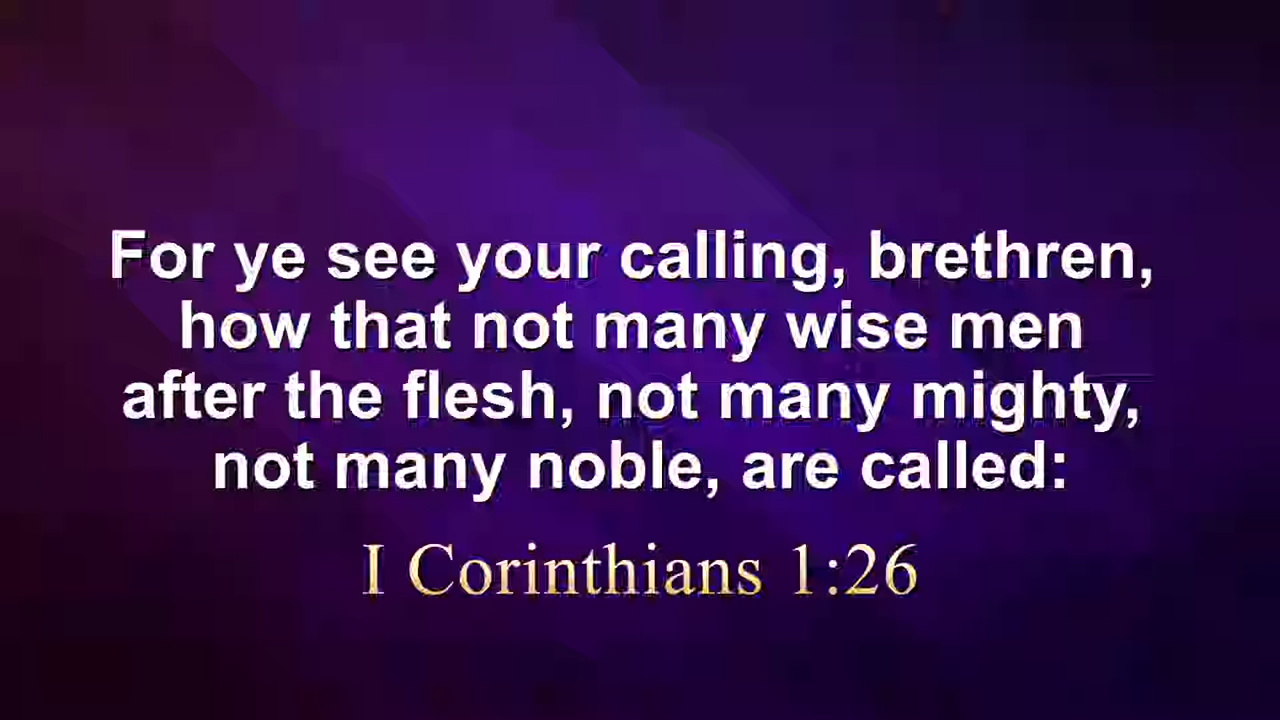 For ye see your calling, brethren,
how that not many wise men
after the flesh, not many mighty,
not many noble, are called:
I Corinthians 1:26